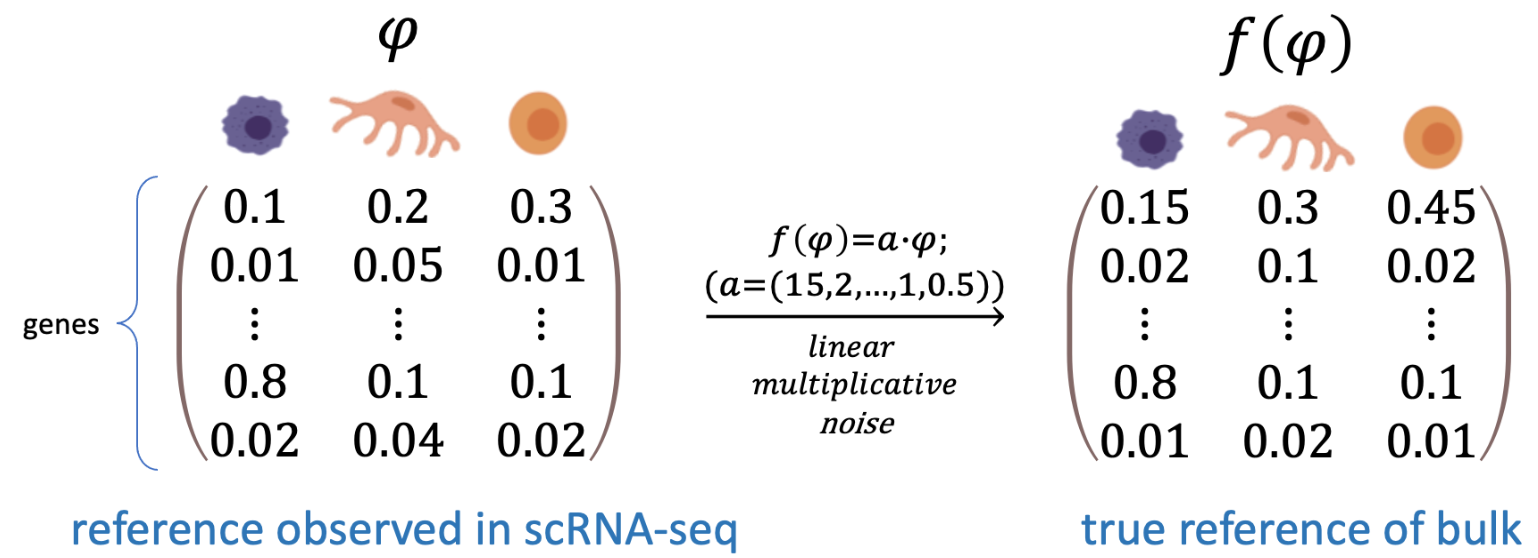 φ f(φ)
0.1 0.2 0.3
0.01 0.05 0.01
⋮ ⋮ ⋮
0.8 0.1 0.1
0.02 0.04 0.02
genes
f(φ)=a·φ;
(a=(15,2,...,1,0.5))
linear
multiplicative
noise
0.15 0.3 0.45
0.02 0.1 0.02
⋮ ⋮ ⋮
0.8 0.1 0.1
0.01 0.02 0.01
reference observed in scRNA-seq
true reference of bulk